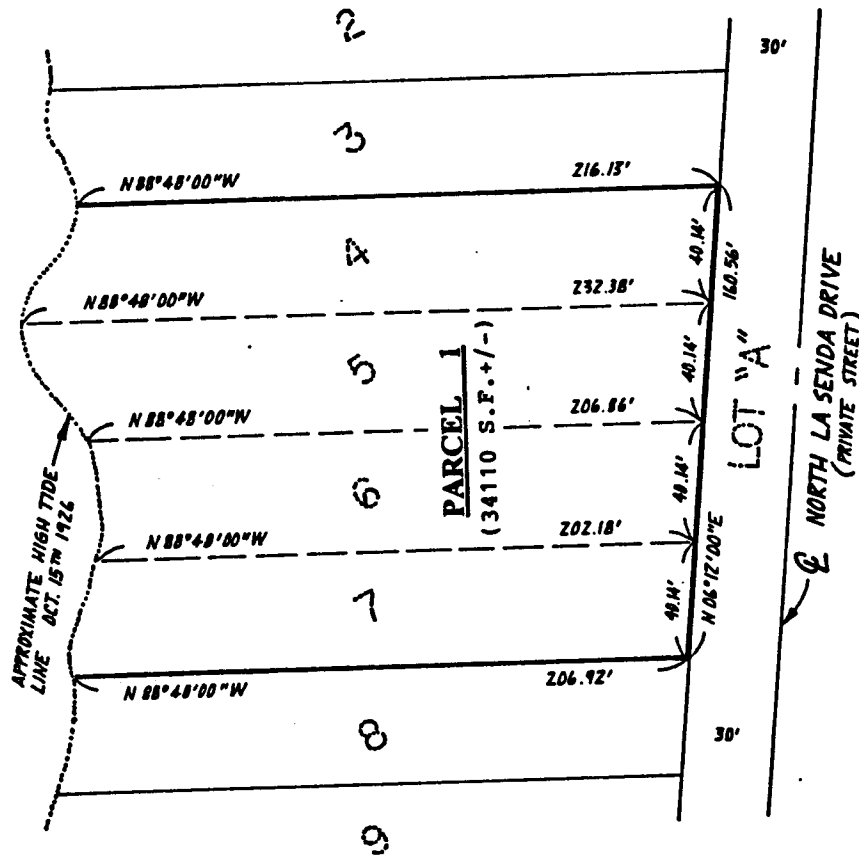 2
30'
3
N 88°48'00"W
216.13'
4
40.14'
160.56'
N 88°48'00"W
232.38'
5
40.14'
PARCEL 1
(34110 S.F.+/-)
LOT "A"
℄ NORTH LA SENDA DRIVE
(PRIVATE STREET)
N 88°48'00"W
206.86'
APPROXIMATE HIGH TIDE
LINE OCT. 15TH 1926
6
40.14'
N 88°48'00"W
202.18'
7
40.14'
N 06°12'00"E
N 88°48'00"W
206.92'
8
30'
9